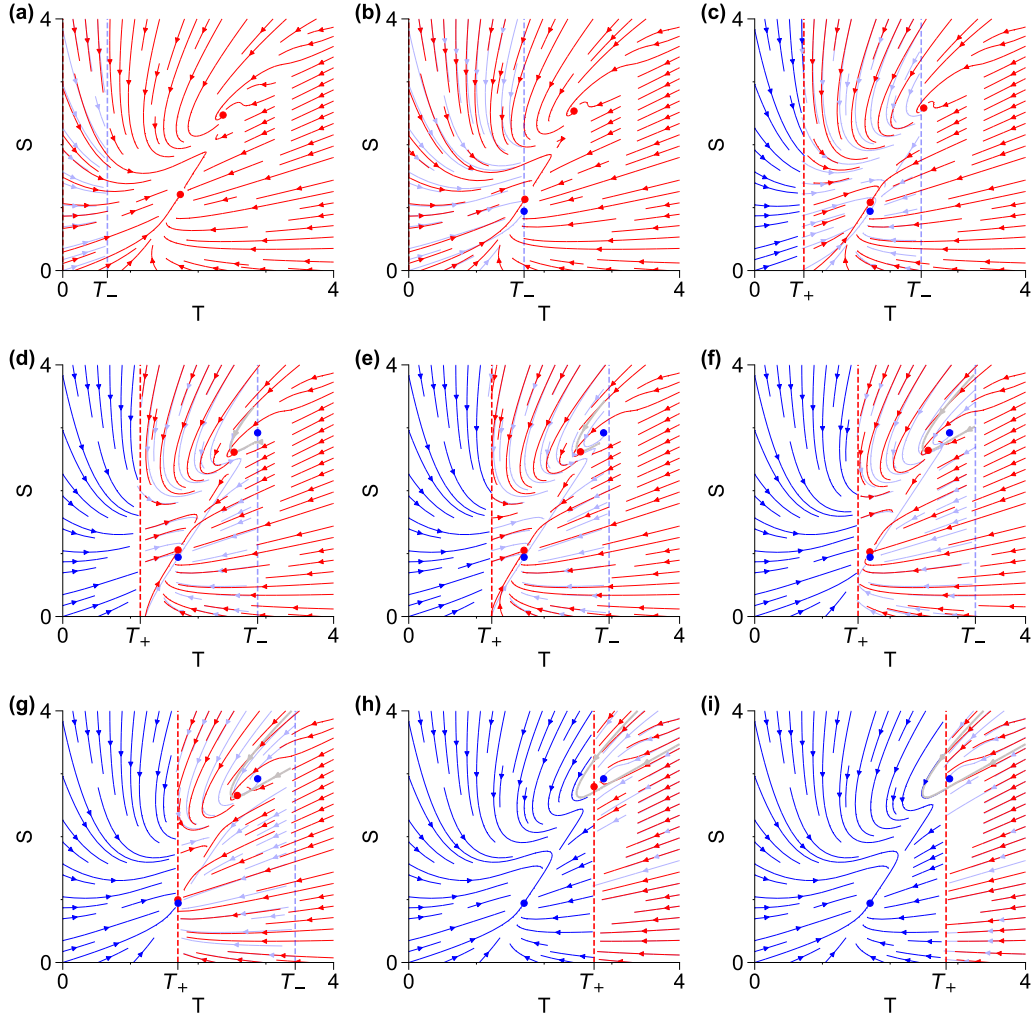 (a) (b) (c)
4 4 4
S S S
0 0 0
0 T− 4 0 T− 4 0 T+ T− 4
T T T
(d) (e) (f)
4 4 4
S S S
0 0 0
0 T+ T− 4 0 T+ T− 4 0 T+ T− 4
T T T
(g) (h) (i)
4 4 4
S S S
0 0 0
0 T+ T− 4 0 T+ 4 0 T+ 4
T T T